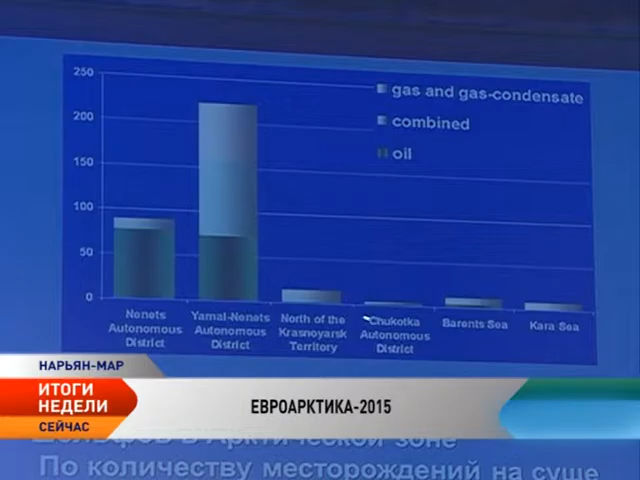 250
200
150
100
50
0
gas and gas-condensate
combined
oil
Nenets
Autonomous
District
Yamal-Nenets
Autonomous
District
North of the
Krasnoyarsk
Territory
Chukotka
Autonomous
District
Barents Sea
Kara Sea
НАРЬЯН-МАР
ИТОГИ
НЕДЕЛИ
СЕЙЧАС
ЕВРОАРКТИКА-2015
в Арктической зоне
По количеству месторождений на суше